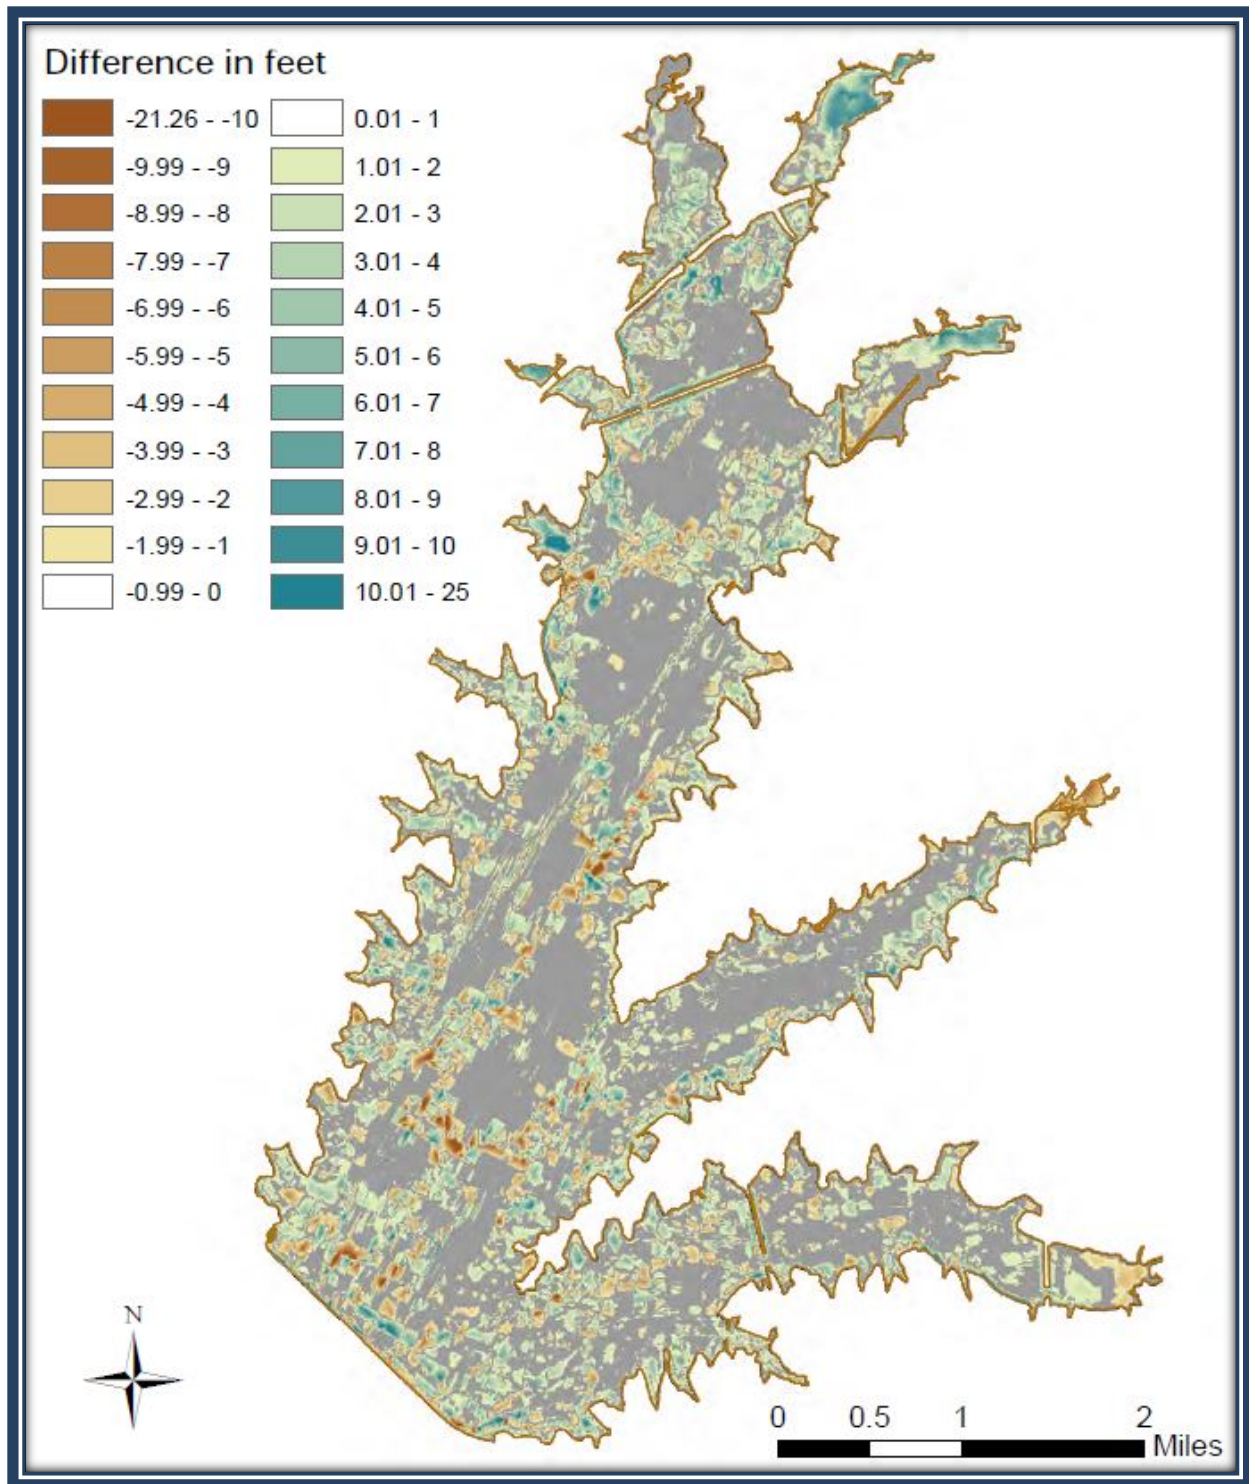 Difference in feet
-21.26 - -10
-9.99 - -9
-8.99 - -8
-7.99 - -7
-6.99 - -6
-5.99 - -5
-4.99 - -4
-3.99 - -3
-2.99 - -2
-1.99 - -1
-0.99 - 0
0.01 - 1
1.01 - 2
2.01 - 3
3.01 - 4
4.01 - 5
5.01 - 6
6.01 - 7
7.01 - 8
8.01 - 9
9.01 - 10
10.01 - 25
N
0 0.5 1 2
Miles